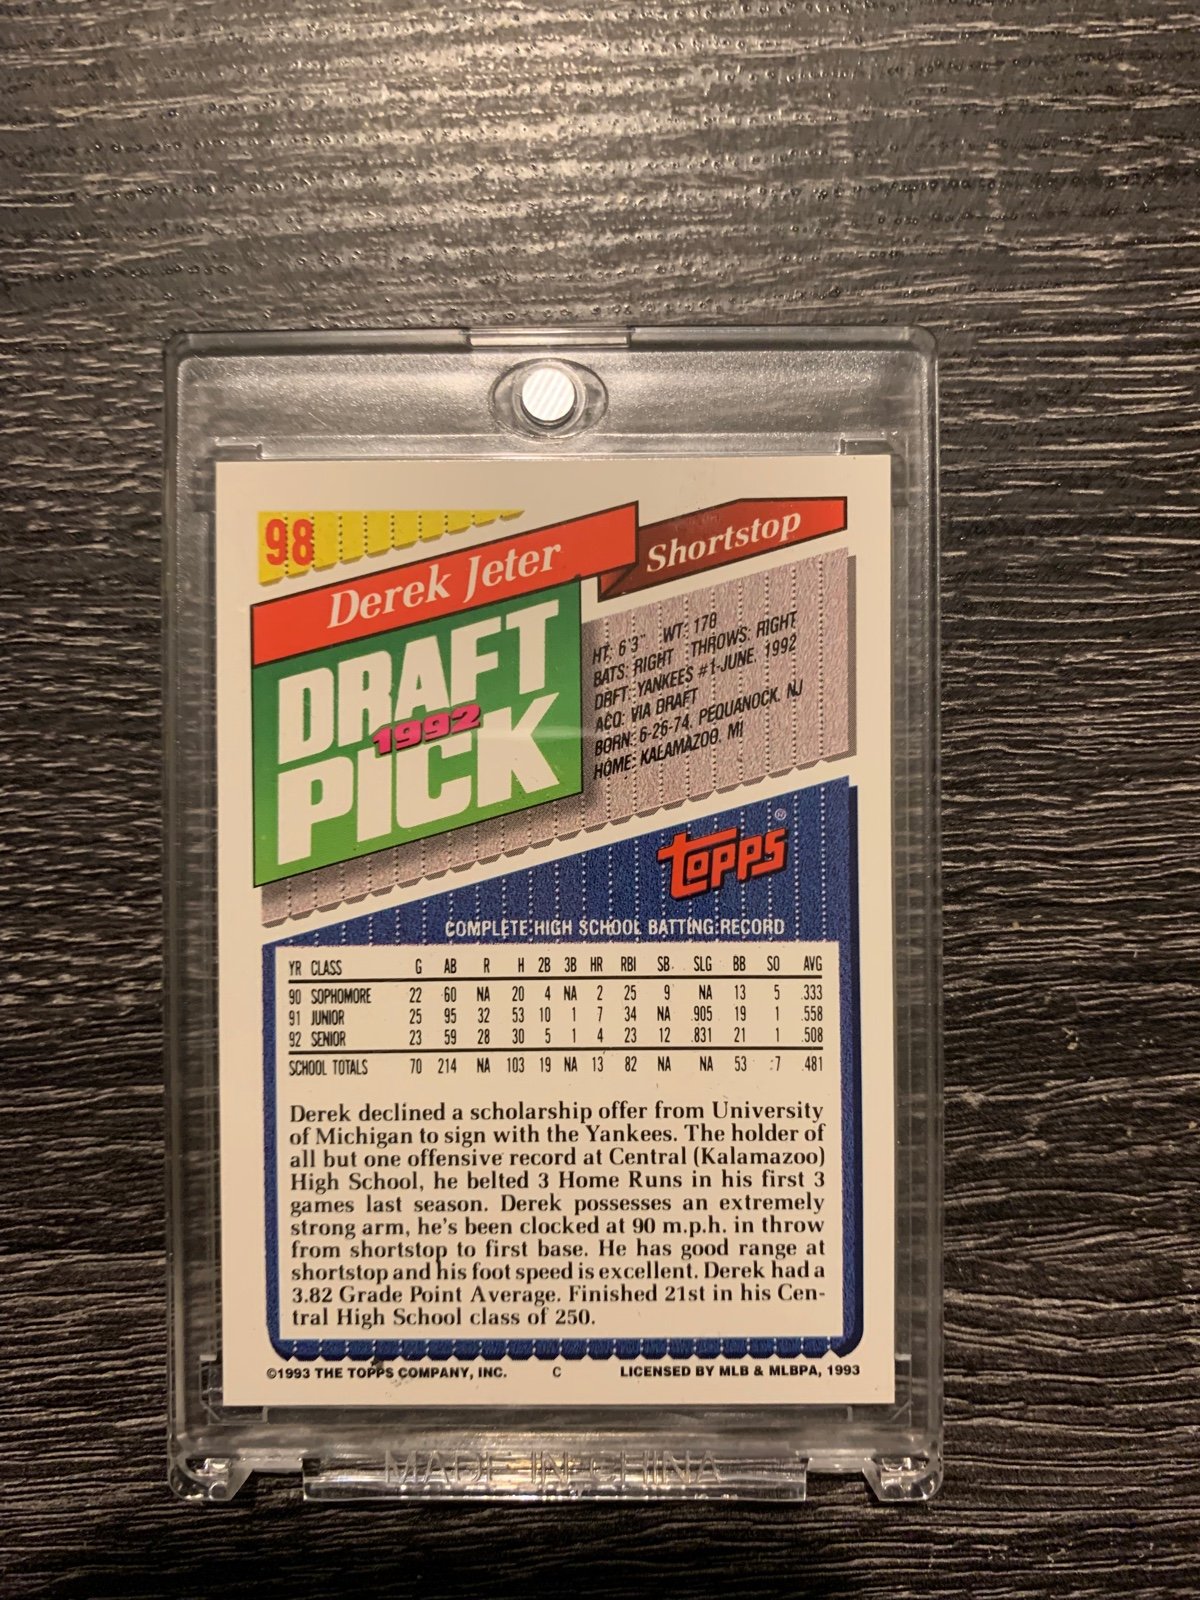 98
Derek Jeter
Shortstop
DRAFT
1992
PICK
HT: 6'3" WT: 178
BATS: RIGHT THROWS: RIGHT
DRFT: YANKEES #1-JUNE, 1992
ACQ: VIA DRAFT
BORN: 6-26-74, PEQUANOCK, NJ
HOME: KALAMAZOO, MI
TOPPS®
COMPLETE HIGH SCHOOL BATTING RECORD
YR CLASS G AB R H 2B 3B HR RBI SB SLG BB SO AVG
90 SOPHOMORE 22 60 NA 20 4 NA 2 25 9 NA 13 5 .333
91 JUNIOR 25 95 32 53 10 1 7 34 NA .905 19 1 .558
92 SENIOR 23 59 28 30 5 1 4 23 12 .831 21 1 .508
SCHOOL TOTALS 70 214 NA 103 19 NA 13 82 NA NA 53 7 .481
Derek declined a scholarship offer from University
of Michigan to sign with the Yankees. The holder of
all but one offensive record at Central (Kalamazoo)
High School, he belted 3 Home Runs in his first 3
games last season. Derek possesses an extremely
strong arm, he's been clocked at 90 m.p.h. in throw
from shortstop to first base. He has good range at
shortstop and his foot speed is excellent. Derek had a
3.82 Grade Point Average. Finished 21st in his Cen-
tral High School class of 250.
©1993 THE TOPPS COMPANY, INC. C LICENSED BY MLB & MLBPA, 1993
MADE IN CHINA